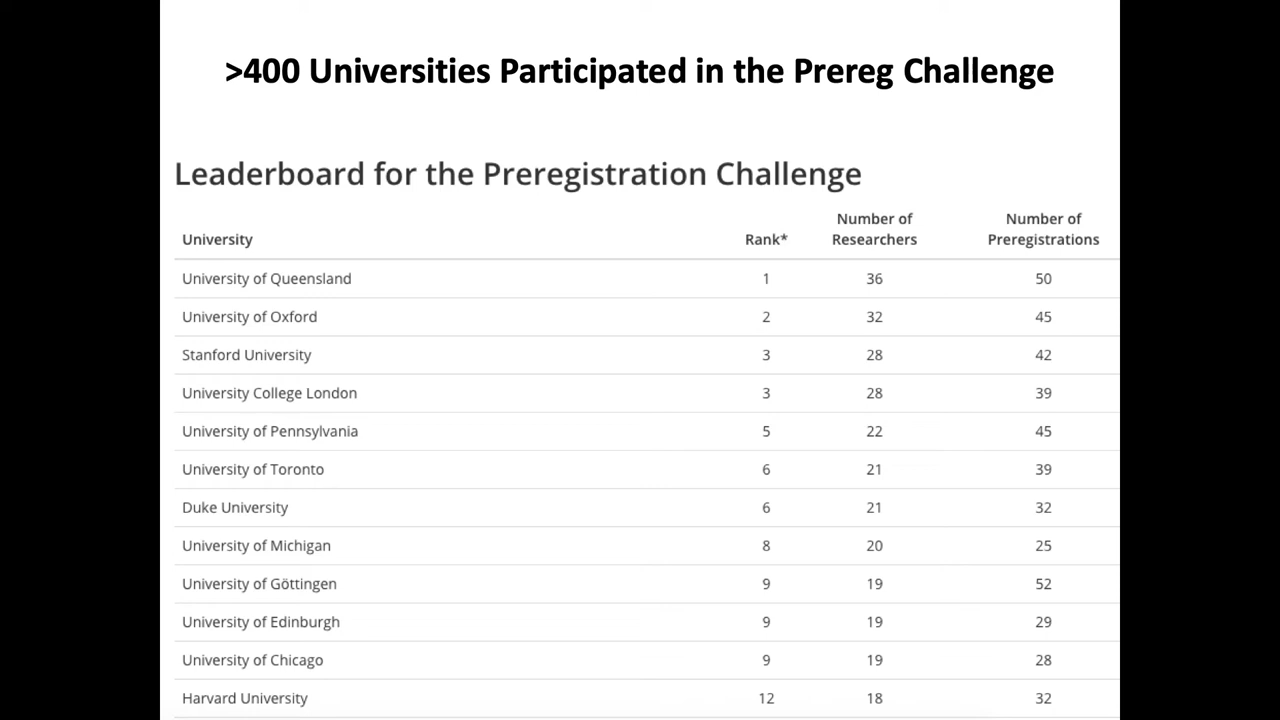 >400 Universities Participated in the Prereg Challenge
Leaderboard for the Preregistration Challenge
University Rank* Number of Researchers Number of Preregistrations
University of Queensland 1 36 50
University of Oxford 2 32 45
Stanford University 3 28 42
University College London 3 28 39
University of Pennsylvania 5 22 45
University of Toronto 6 21 39
Duke University 6 21 32
University of Michigan 8 20 25
University of Göttingen 9 19 52
University of Edinburgh 9 19 29
University of Chicago 9 19 28
Harvard University 12 18 32